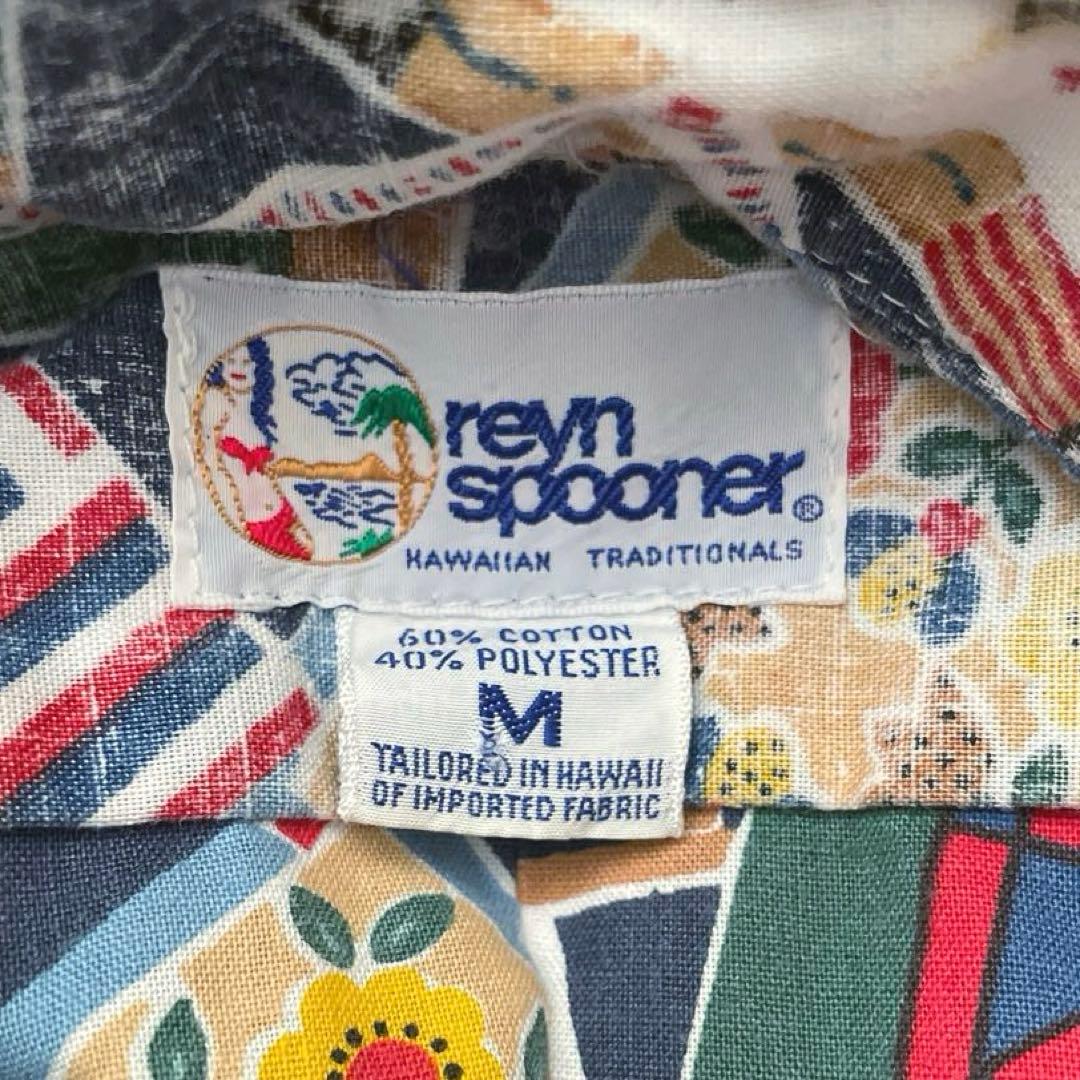 reyn
spooner®
HAWAIIAN TRADITIONALS
60% COTTON
40% POLYESTER
M
TAILORED IN HAWAII
OF IMPORTED FABRIC